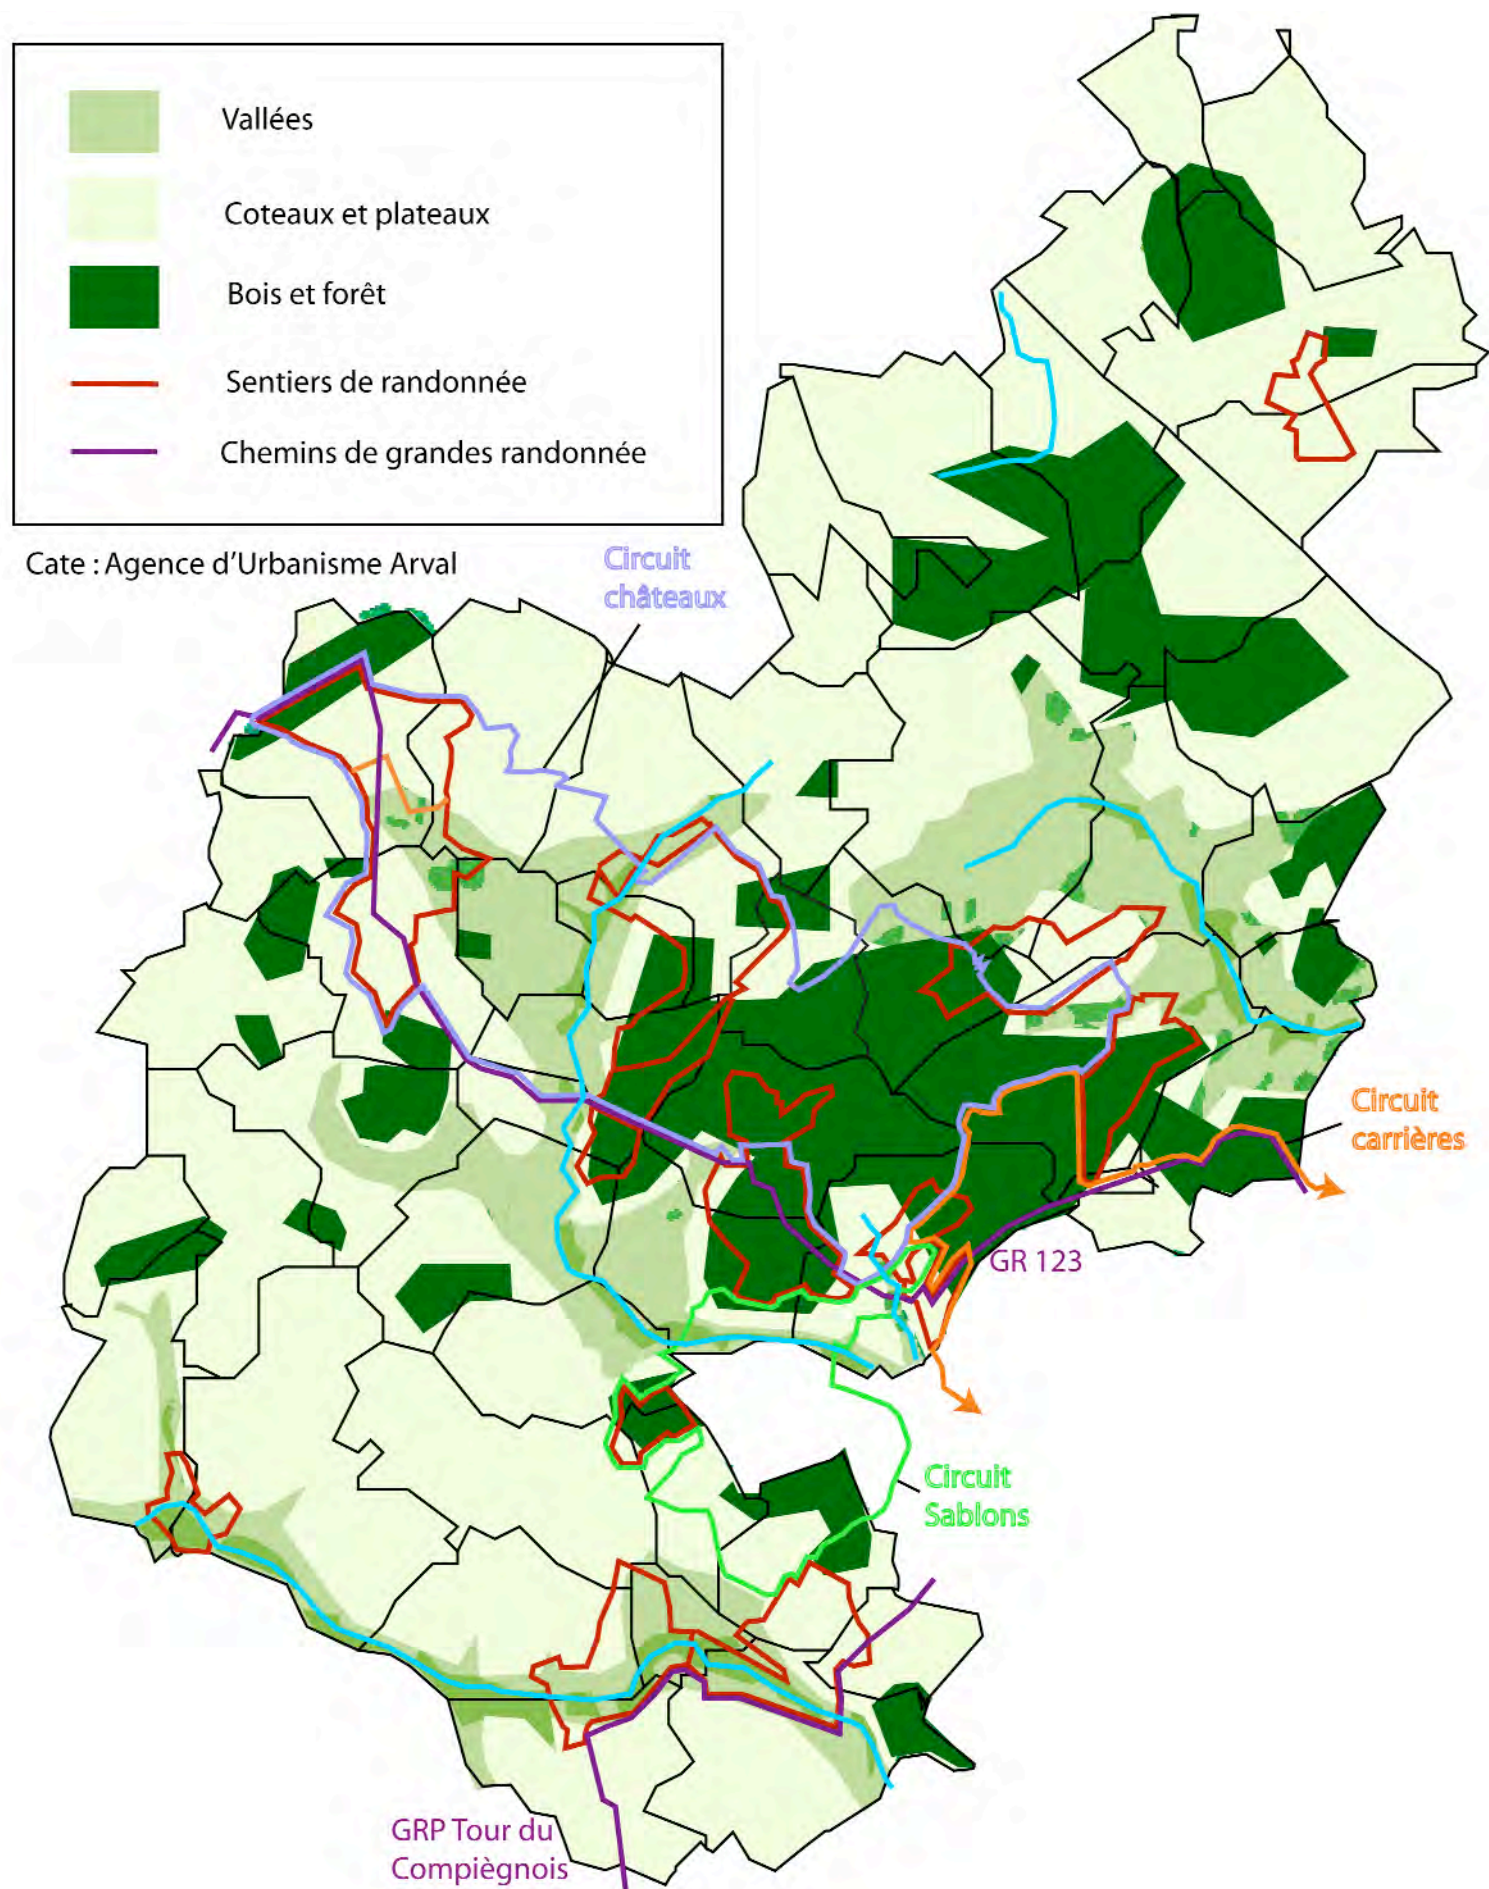 Vallées
Coteaux et plateaux
Bois et forêt
Sentiers de randonnée
Chemins de grandes randonnée
Cate : Agence d'Urbanisme Arval
Circuit
châteaux
Circuit
carrières
GR 123
Circuit
Sablons
GRP Tour du
Compiègnois